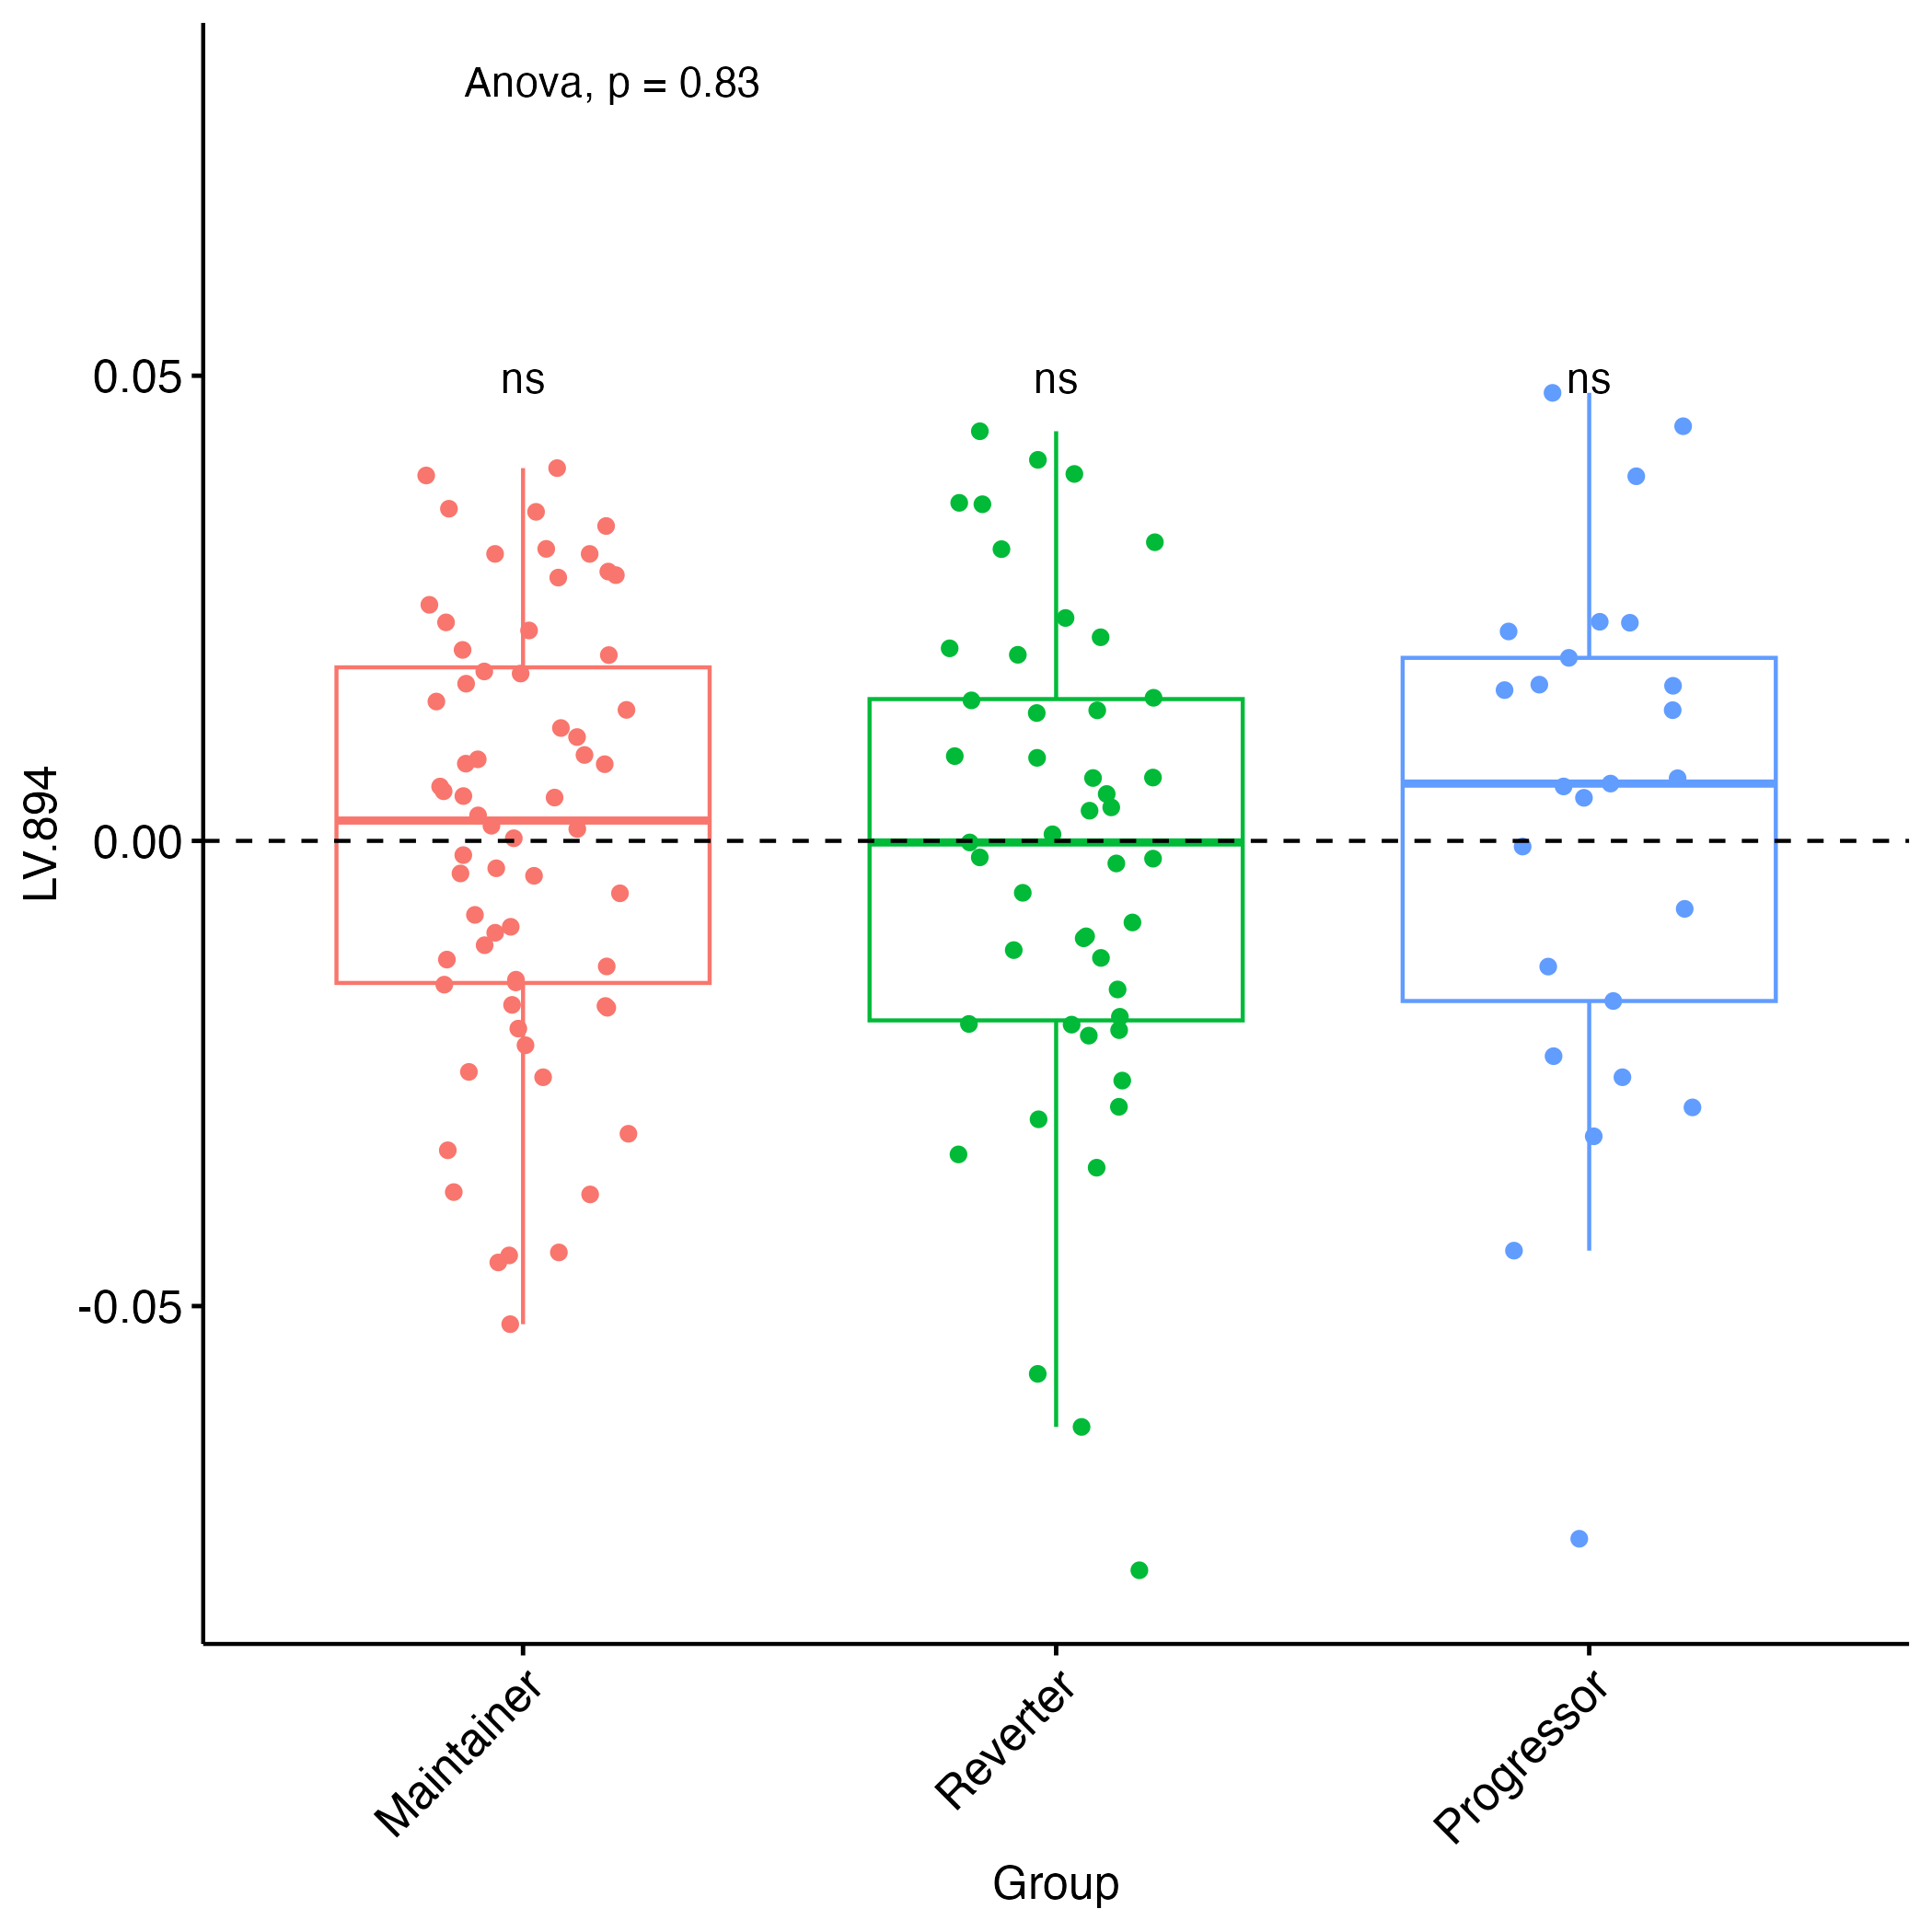 Anova, p = 0.83
0.05
ns
ns
ns
0.00
-0.05
LV.894
Maintainer
Reverter
Progressor
Group